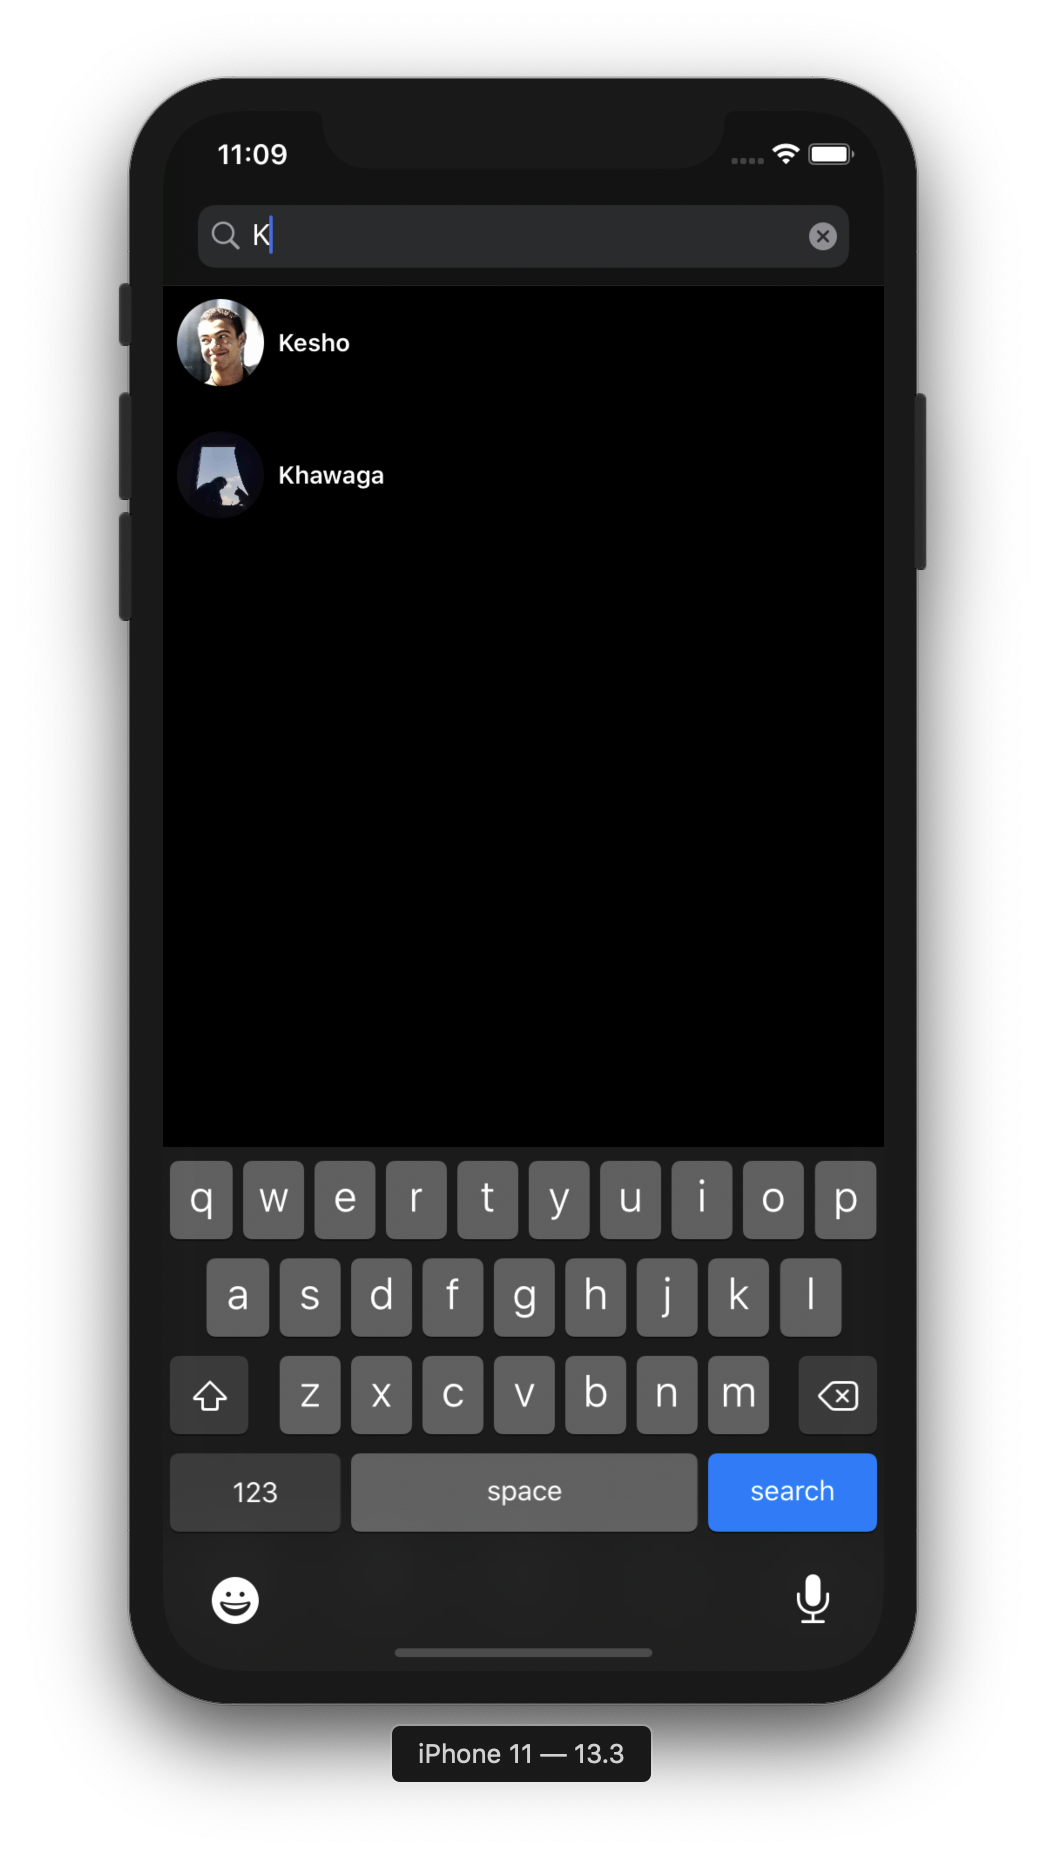 11:09
K
Kesho
Khawaga
q w e r t y u i o p
a s d f g h j k l
z x c v b n m
123 space search
iPhone 11 — 13.3